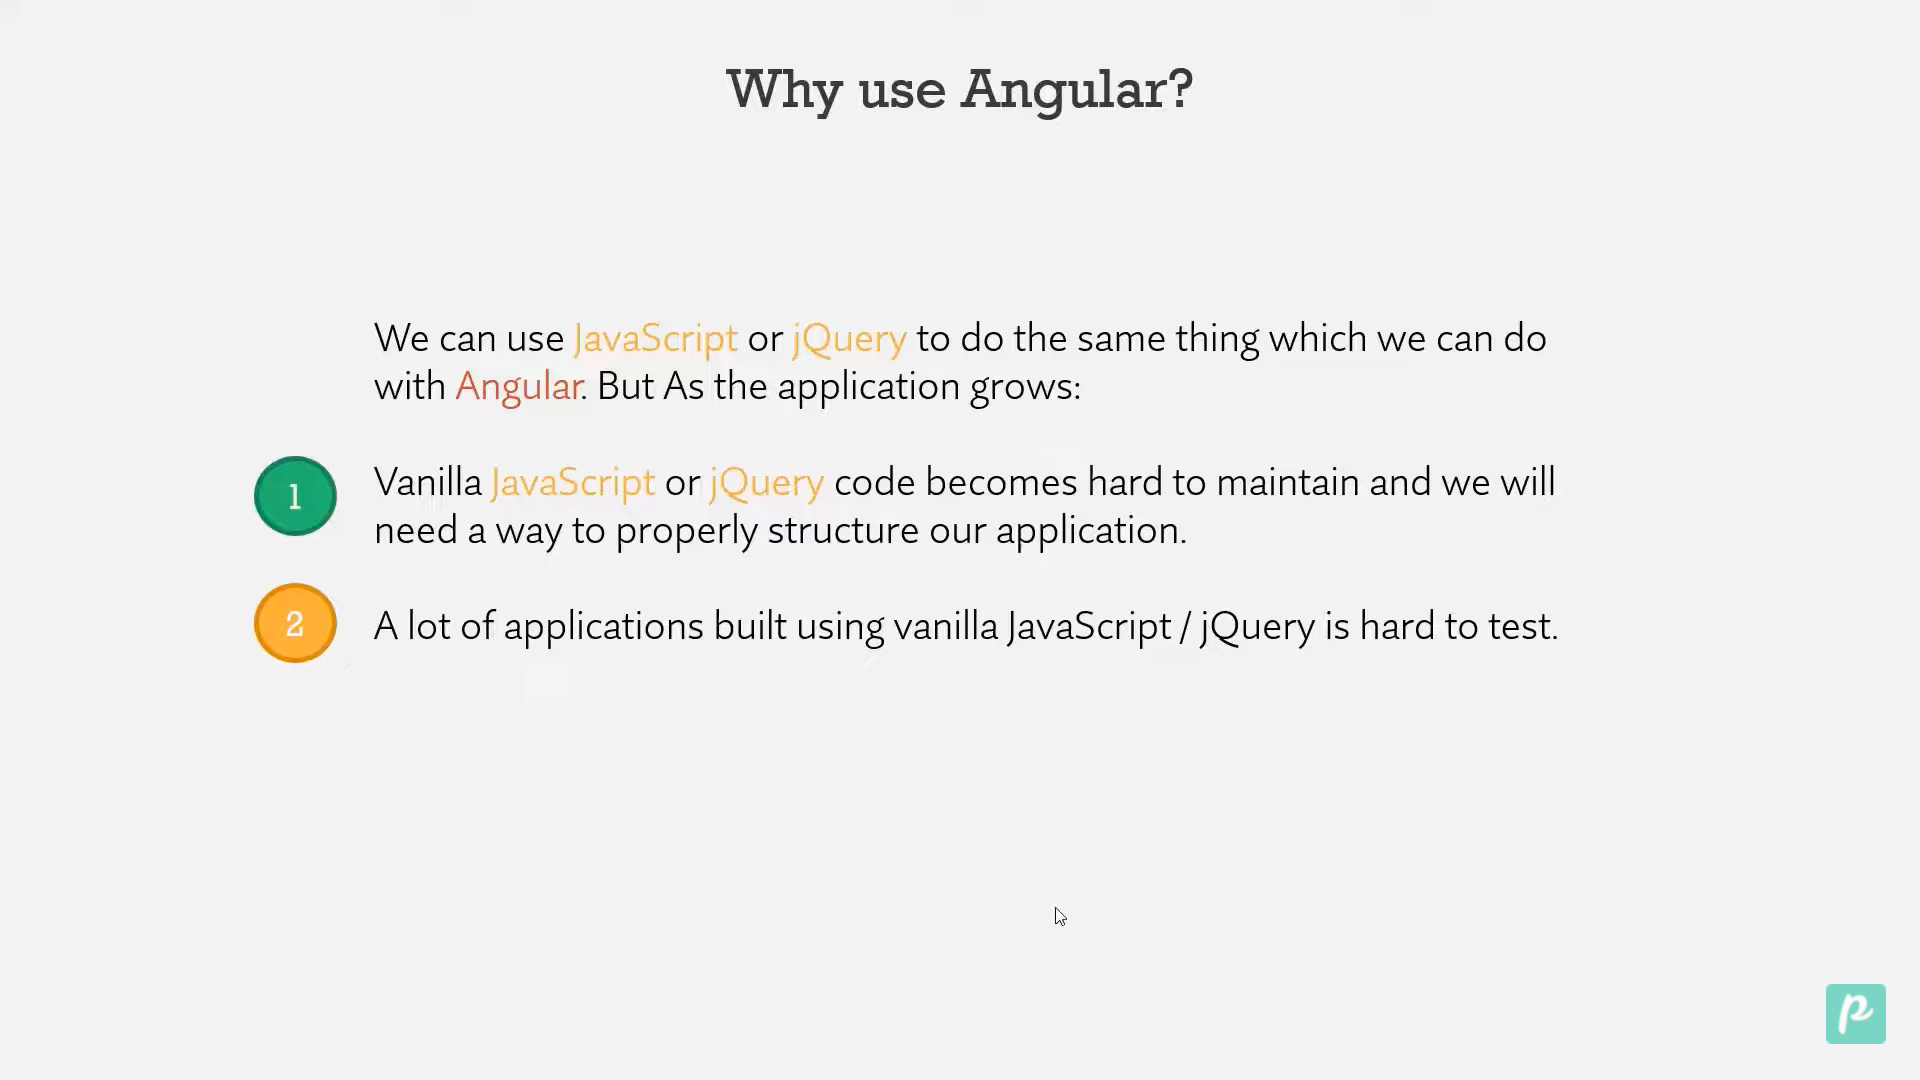 Why use Angular?
We can use JavaScript or jQuery to do the same thing which we can do
with Angular. But As the application grows:
1
Vanilla JavaScript or jQuery code becomes hard to maintain and we will
need a way to properly structure our application.
2
A lot of applications built using vanilla JavaScript / jQuery is hard to test.
p